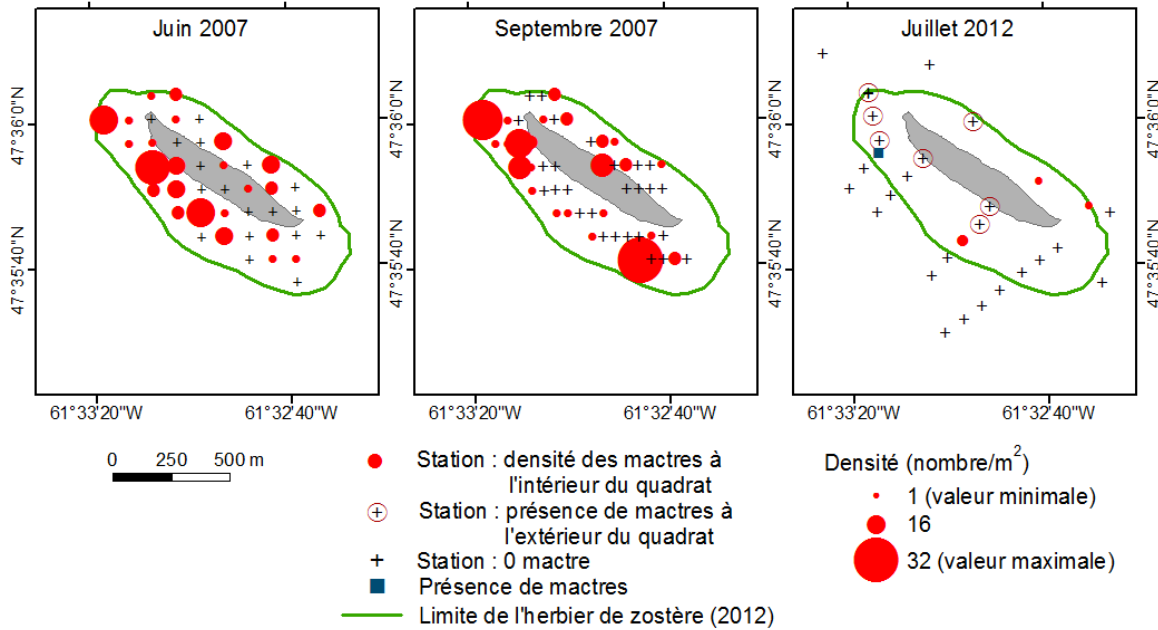 Juin 2007
Septembre 2007
Juillet 2012
47°36'0"N
47°35'40"N
47°36'0"N
47°35'40"N
47°36'0"N
47°35'40"N
47°36'0"N
47°35'40"N
61°33'20"W
61°32'40"W
61°33'20"W
61°32'40"W
61°33'20"W
61°32'40"W
0 250 500 m
Station : densité des mactres à
l'intérieur du quadrat
Station : présence de mactres à
l'extérieur du quadrat
Station : 0 mactre
Présence de mactres
Limite de l'herbier de zostère (2012)
Densité (nombre/m²)
1 (valeur minimale)
16
32 (valeur maximale)